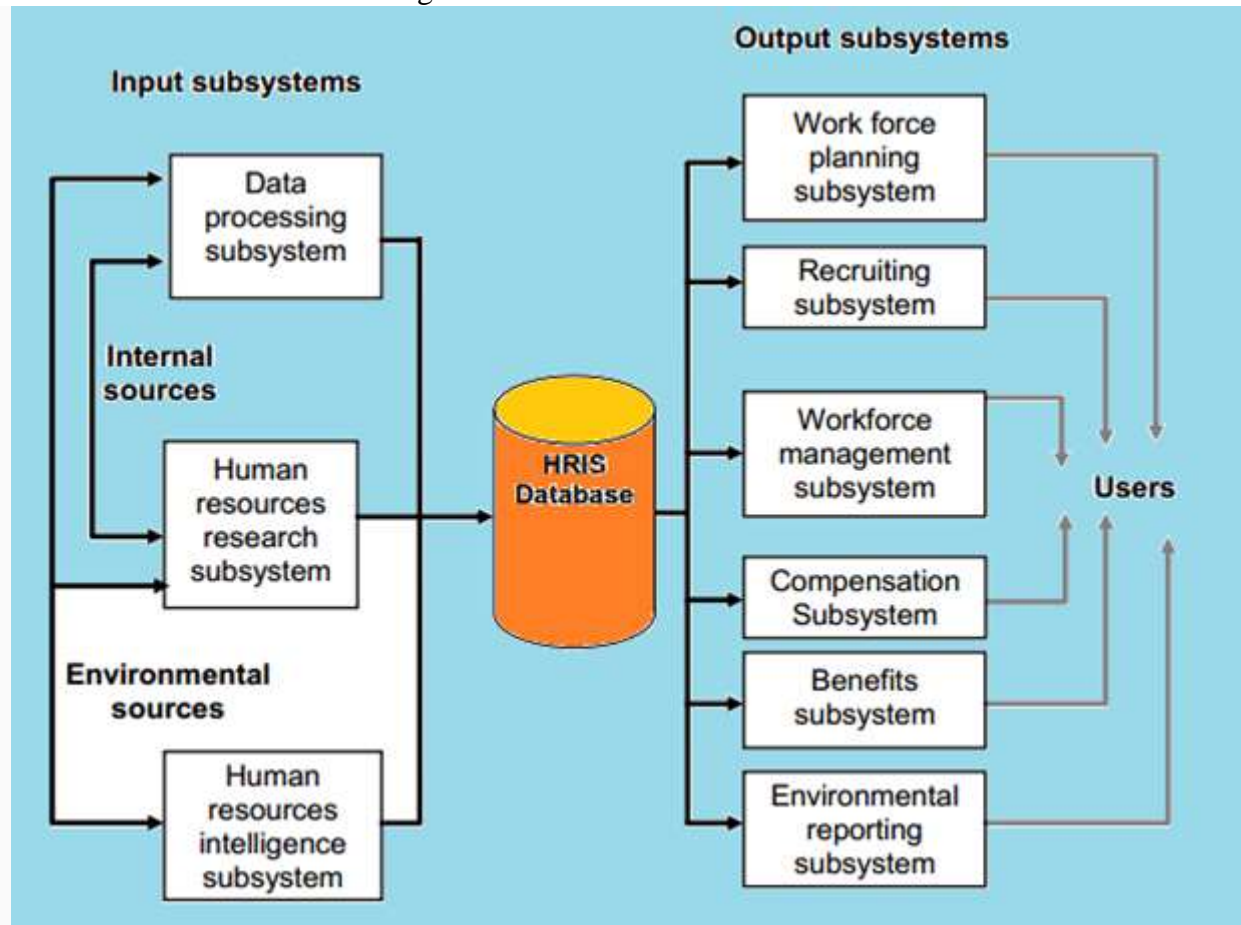 Input subsystems
Data
processing
subsystem
Internal
sources
Human
resources
research
subsystem
Environmental
sources
Human
resources
intelligence
subsystem
HRIS
Database
Output subsystems
Work force
planning
subsystem
Recruiting
subsystem
Workforce
management
subsystem
Compensation
Subsystem
Benefits
subsystem
Environmental
reporting
subsystem
Users